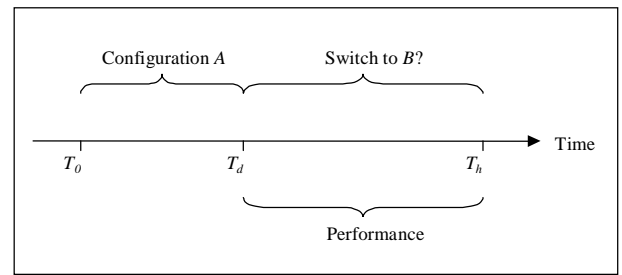 Configuration A
Switch to B?
Time
T0
Td
Th
Performance